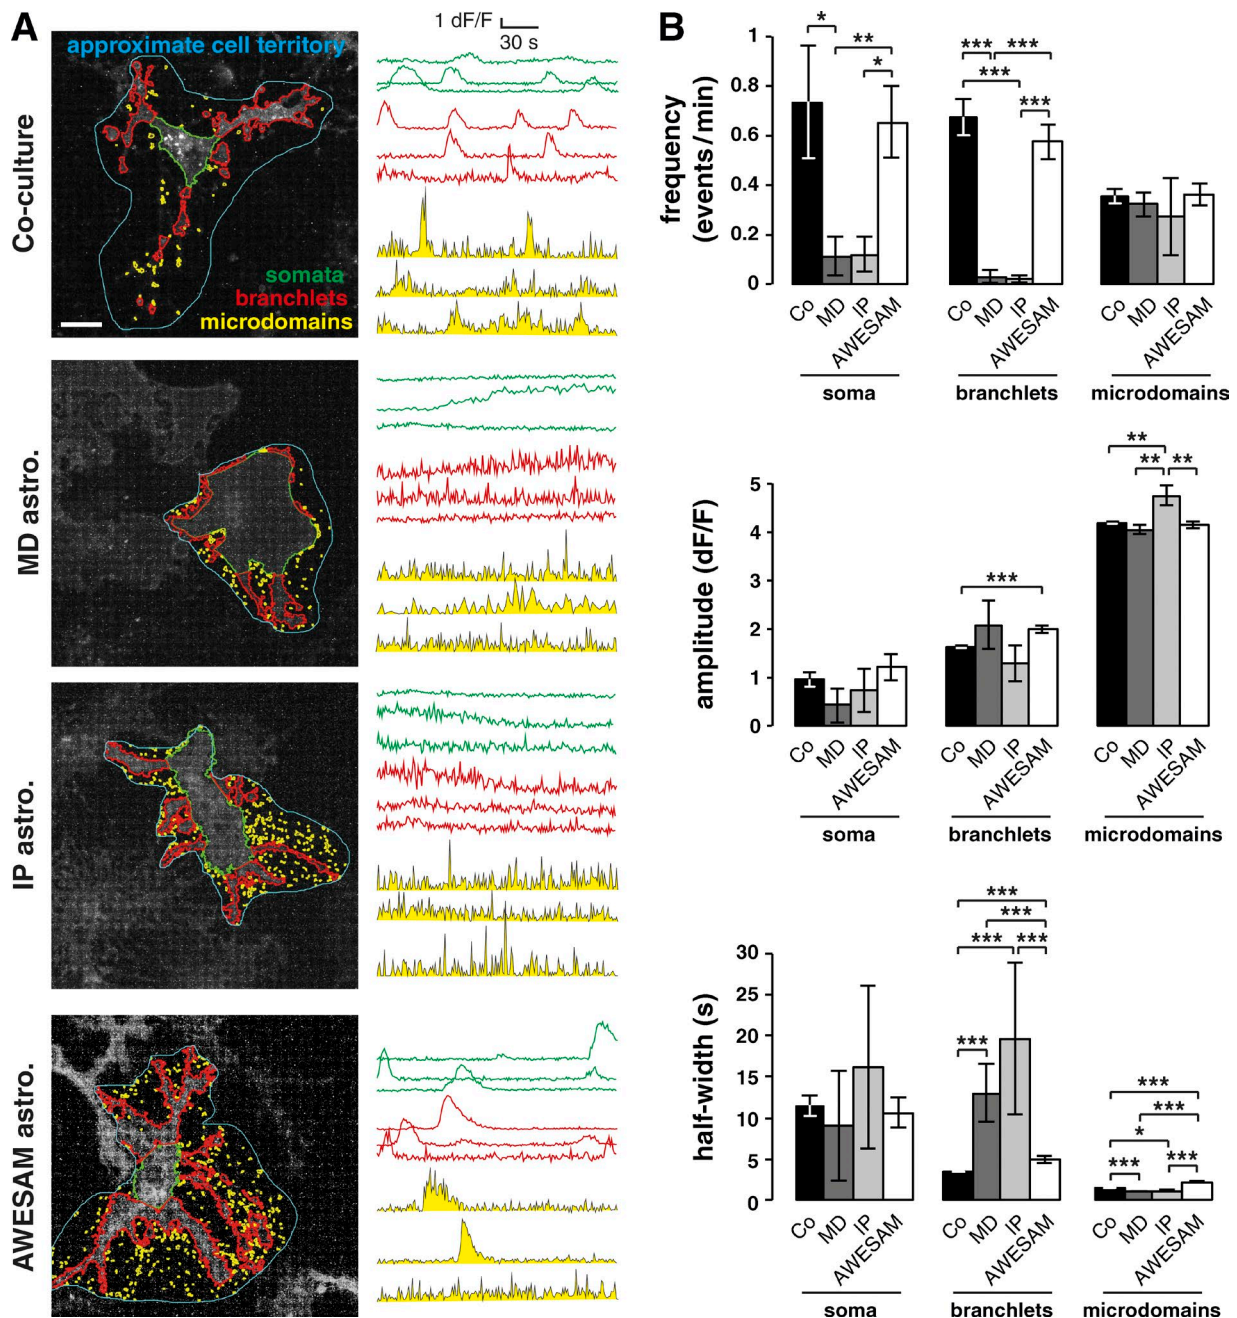 A
1 dF/F
30 s
Co-culture
approximate cell territory
somata
branchlets
microdomains
MD astro.
IP astro.
AWESAM astro.
B
frequency
(events/min)
1
0.8
0.6
0.4
0.2
0
* ** *
*** *** *** ***
Co MD IP AWESAM
Co MD IP AWESAM
Co MD IP AWESAM
soma branchlets microdomains
amplitude (dF/F)
5
4
3
2
1
0
***
** ** **
Co MD IP AWESAM
Co MD IP AWESAM
Co MD IP AWESAM
soma branchlets microdomains
half-width (s)
30
25
20
15
10
5
0
***
***
*** ***
***
***
***
*
*** ***
Co MD IP AWESAM
Co MD IP AWESAM
Co MD IP AWESAM
soma branchlets microdomains